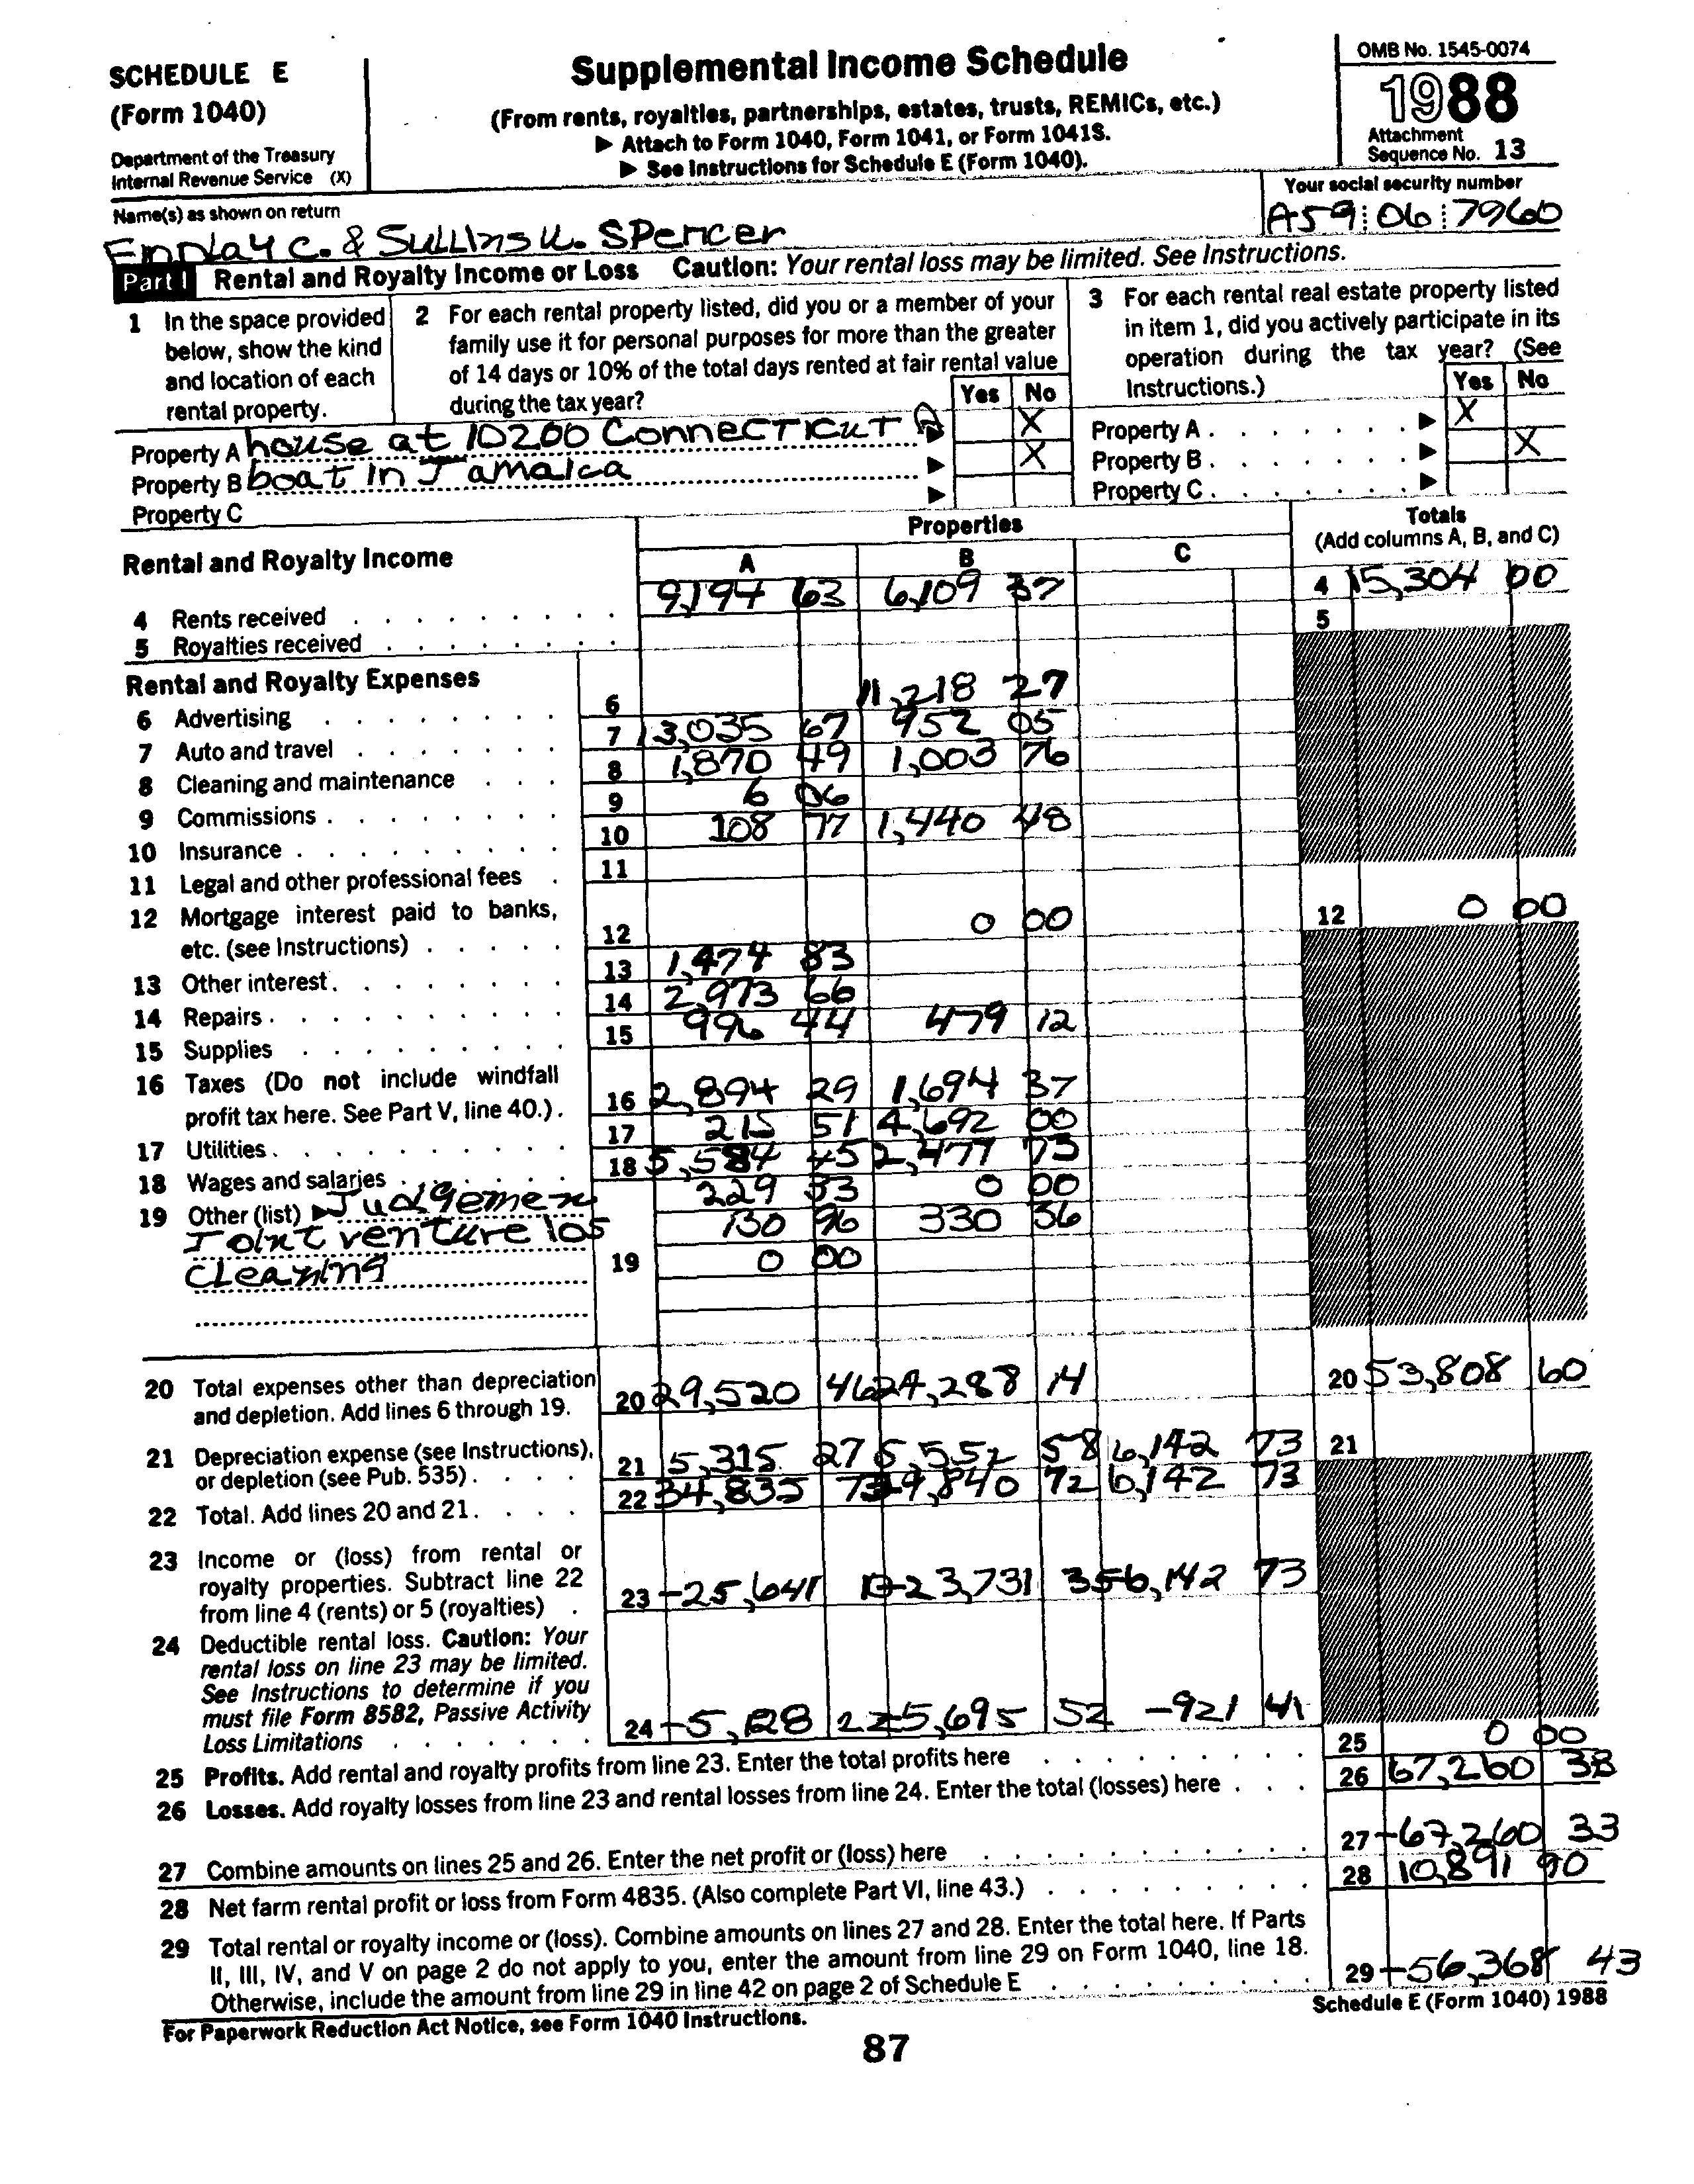 SCHEDULE E
(Form 1040)
Department of the Treasury
Internal Revenue Service (X)
Supplemental Income Schedule
(From rents, royalties, partnerships, estates, trusts, REMICs, etc.)
▶ Attach to Form 1040, Form 1041, or Form 1041S.
▶ See Instructions for Schedule E (Form 1040).
OMB No. 1545-0074
1988
Attachment
Sequence No. 13
Name(s) as shown on return
& SULLINS K. SPENCER
Your social security number
A59 06 7960
Part I Rental and Royalty Income or Loss Caution: Your rental loss may be limited. See Instructions.
1 In the space provided below, show the kind and location of each rental property.
2 For each rental property listed, did you or a member of your family use it for personal purposes for more than the greater of 14 days or 10% of the total days rented at fair rental value during the tax year?
Yes No
3 For each rental real estate property listed in item 1, did you actively participate in its operation during the tax year? (See Instructions.)
Yes No
Property A house at 10200 CONNECTICUT ▶ X
Property B boat in Jamaica ▶ X
Property C ▶
Property A . ▶ X
Property B . ▶ X
Property C . ▶
Rental and Royalty Income
Properties
A B C
Totals
(Add columns A, B, and C)
4 Rents received 9,194 63 6,109 37 4 15,304 00
5 Royalties received 5
Rental and Royalty Expenses
6 Advertising 6 11,218 27
7 Auto and travel 7 3,035 67 952 05
8 Cleaning and maintenance 8 1,870 49 1,003 76
9 Commissions 9 6 06
10 Insurance 10 108 77 1,440 48
11 Legal and other professional fees 11
12 Mortgage interest paid to banks, etc. (see Instructions) 12 0 00 12 0 00
13 Other interest 13 1,474 83
14 Repairs 14 2,973 66
15 Supplies 15 996 44 479 12
16 Taxes (Do not include windfall profit tax here. See Part V, line 40.) 16 2,894 29 1,694 37
17 Utilities 17 215 51 4,692 00
18 Wages and salaries 18 5,584 45 2,477 73
19 Other (list) ▶ Judgemen 229 33 0 00
Joint venture los 130 96 330 36
Cleaning 19 0 00
20 Total expenses other than depreciation and depletion. Add lines 6 through 19. 20 29,520 46 24,288 14 20 53,808 60
21 Depreciation expense (see Instructions), or depletion (see Pub. 535) 21 5,315 27 5,552 58 6,142 73 21
22 Total. Add lines 20 and 21 22 34,835 73 29,840 72 6,142 73
23 Income or (loss) from rental or royalty properties. Subtract line 22 from line 4 (rents) or 5 (royalties) 23 -25,641 10 -23,731 35 -6,142 73
24 Deductible rental loss. Caution: Your rental loss on line 23 may be limited. See Instructions to determine if you must file Form 8582, Passive Activity Loss Limitations 24 -5,695 52 -921 41
25 Profits. Add rental and royalty profits from line 23. Enter the total profits here 25 0 00
26 Losses. Add royalty losses from line 23 and rental losses from line 24. Enter the total (losses) here 26 67,260 33
27 Combine amounts on lines 25 and 26. Enter the net profit or (loss) here 27 -67,260 33
28 Net farm rental profit or loss from Form 4835. (Also complete Part VI, line 43.) 28 10,891 90
29 Total rental or royalty income or (loss). Combine amounts on lines 27 and 28. Enter the total here. If Parts II, III, IV, and V on page 2 do not apply to you, enter the amount from line 29 on Form 1040, line 18. Otherwise, include the amount from line 29 in line 42 on page 2 of Schedule E 29 -56,368 43
For Paperwork Reduction Act Notice, see Form 1040 Instructions.
Schedule E (Form 1040) 1988
87